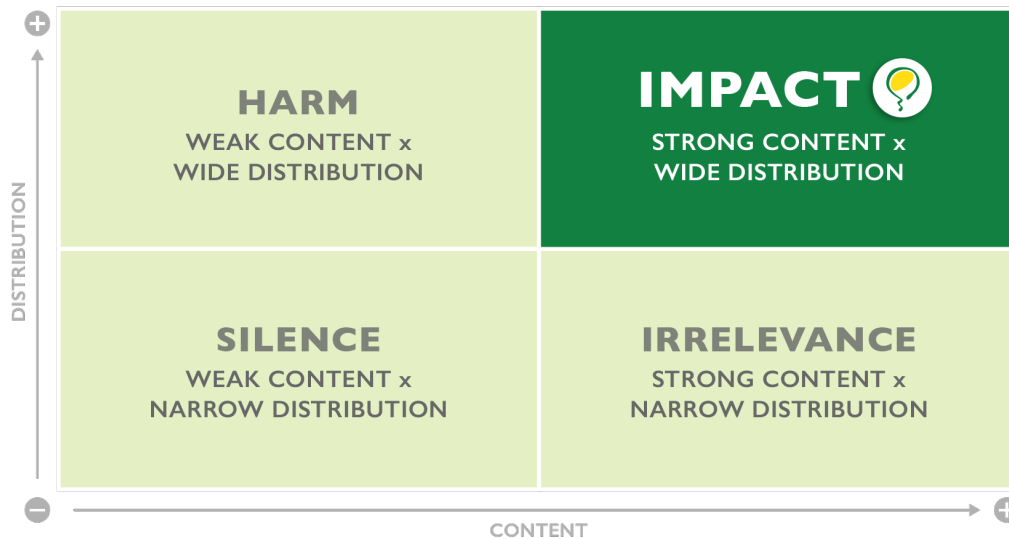 HARM
WEAK CONTENT x
WIDE DISTRIBUTION
IMPACT
STRONG CONTENT x
WIDE DISTRIBUTION
SILENCE
WEAK CONTENT x
NARROW DISTRIBUTION
IRRELEVANCE
STRONG CONTENT x
NARROW DISTRIBUTION
DISTRIBUTION
CONTENT